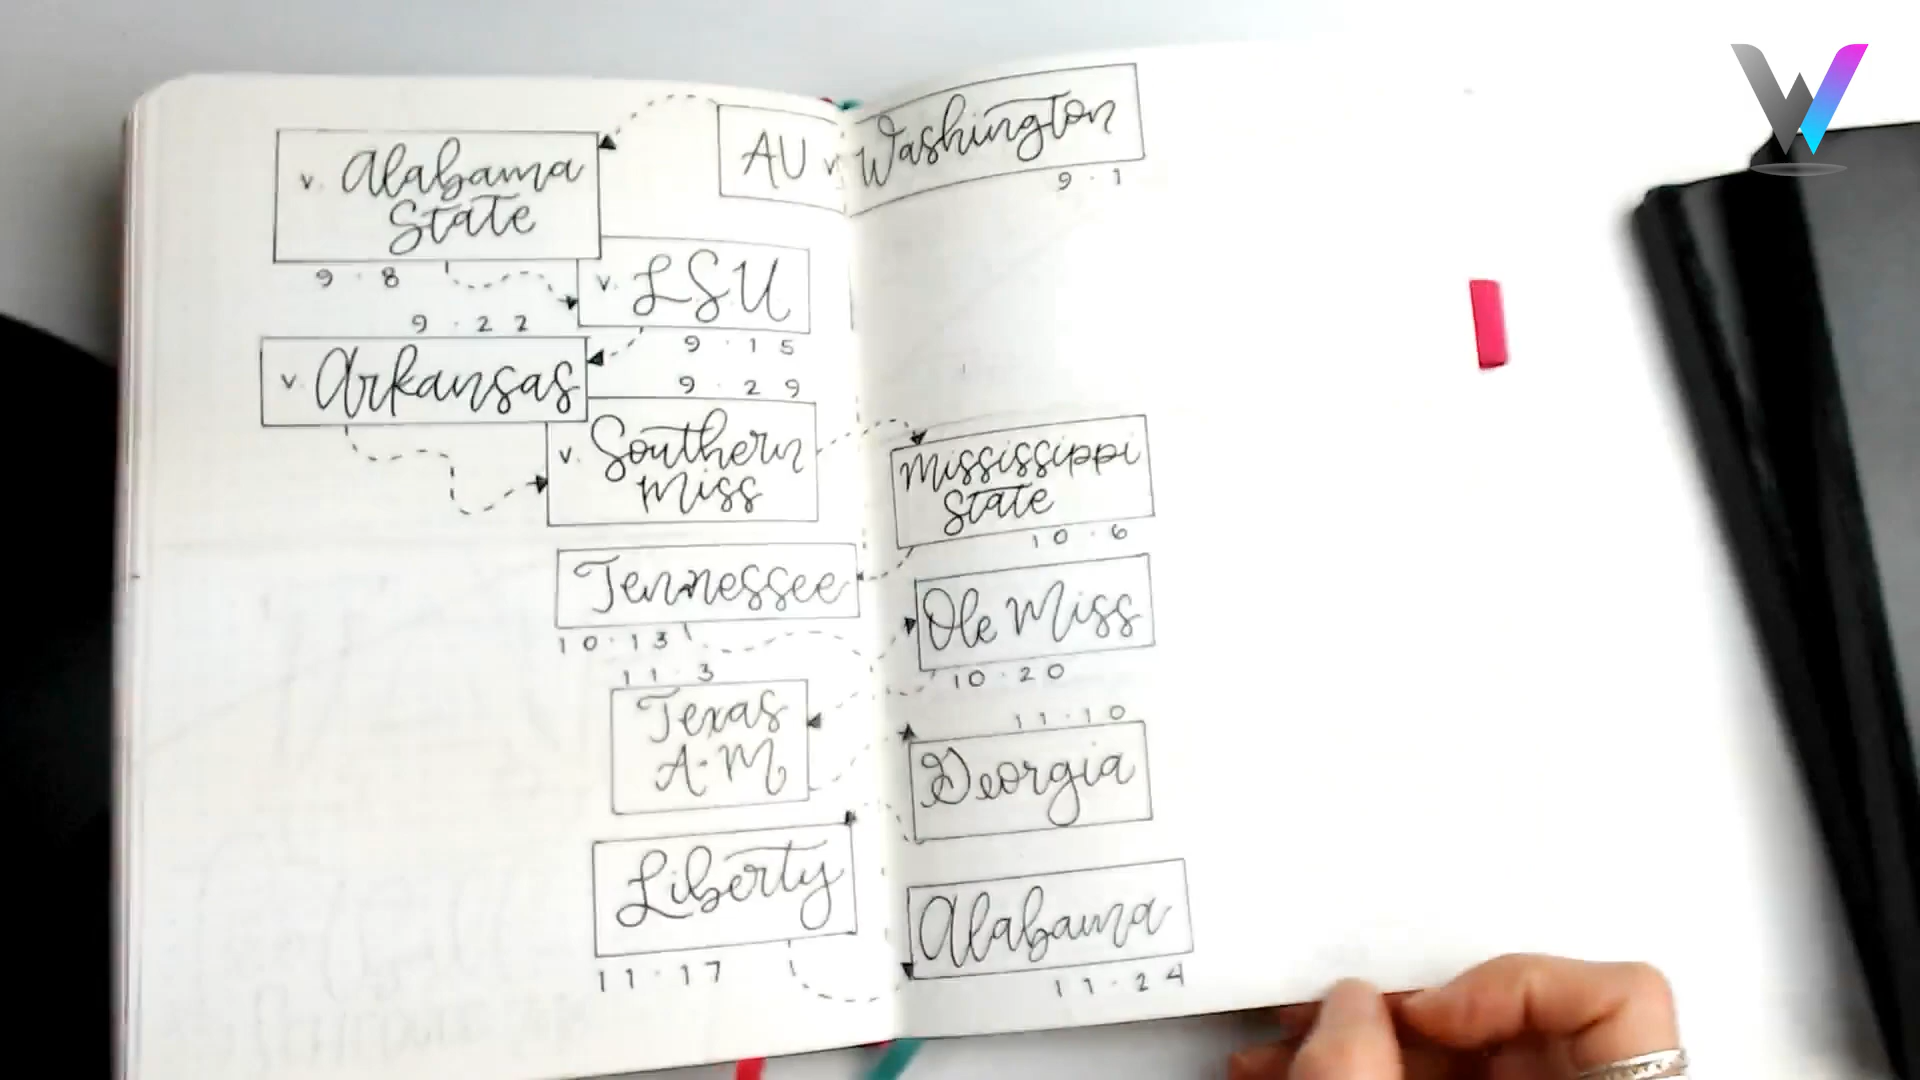 AU v. Washington
9.1
v. Alabama
State
9.8
v. LSU
9.15
9.22
v. Arkansas
9.29
v. Southern
Miss
Mississippi
State
10.6
Tennessee
10.13
Ole Miss
10.20
11.3
Texas
A·M
11.10
Georgia
Liberty
11.17
Alabama
11.24
W